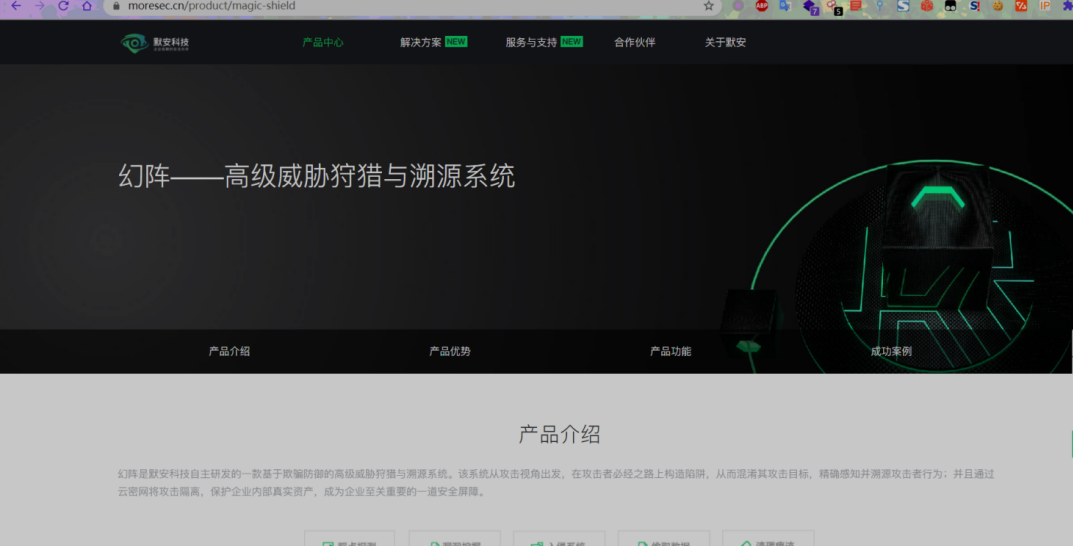 moresec.cn/product/magic-shield
默安科技
产品中心 解决方案 NEW 服务与支持 NEW 合作伙伴 关于默安
幻阵——高级威胁狩猎与溯源系统
产品介绍 产品优势 产品功能 成功案例
产品介绍
幻阵是默安科技自主研发的一款基于欺骗防御的高级威胁狩猎与溯源系统。该系统从攻击视角出发，在攻击者必经之路上构造陷阱，从而混淆其攻击目标，精确感知并溯源攻击者行为；并且通过
云密网将攻击隔离，保护企业内部真实资产，成为企业至关重要的一道安全屏障。